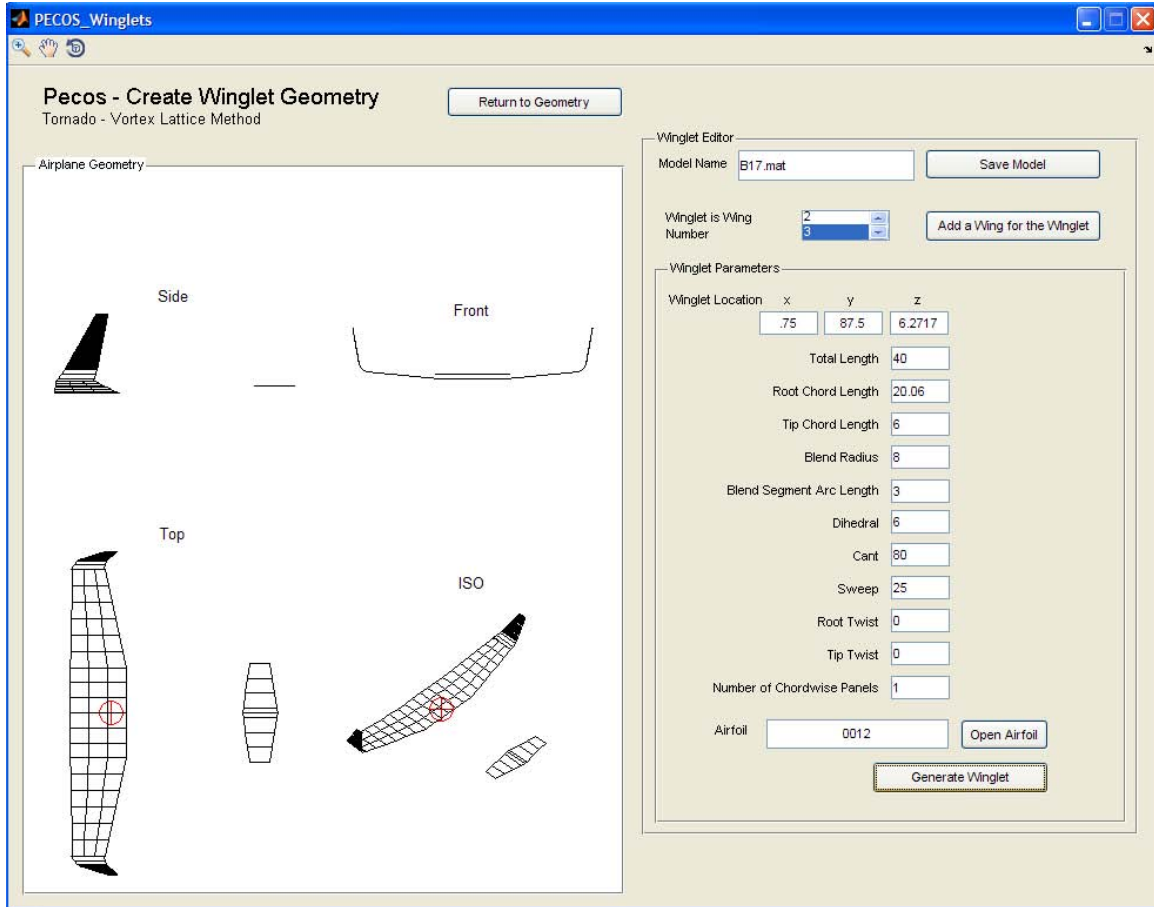 PECOS_Winglets
Pecos - Create Winglet Geometry
Tornado - Vortex Lattice Method
Return to Geometry
Airplane Geometry
Side
Front
Top
ISO
Winglet Editor
Model Name B17.mat Save Model
Winglet is Wing Number 2 3 Add a Wing for the Winglet
Winglet Parameters
Winglet Location x y z
.75 87.5 6.2717
Total Length 40
Root Chord Length 20.06
Tip Chord Length 6
Blend Radius 8
Blend Segment Arc Length 3
Dihedral 6
Cant 80
Sweep 25
Root Twist 0
Tip Twist 0
Number of Chordwise Panels 1
Airfoil 0012 Open Airfoil
Generate Winglet